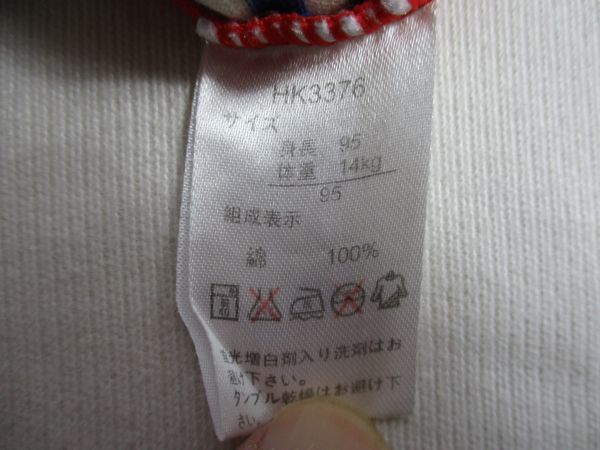 HK3376
サイズ
身長 95
体重 14kg
95
組成表示
綿 100%
光増白剤入り洗剤はお
避け下さい。
タンブル乾燥はお避け下
さい。